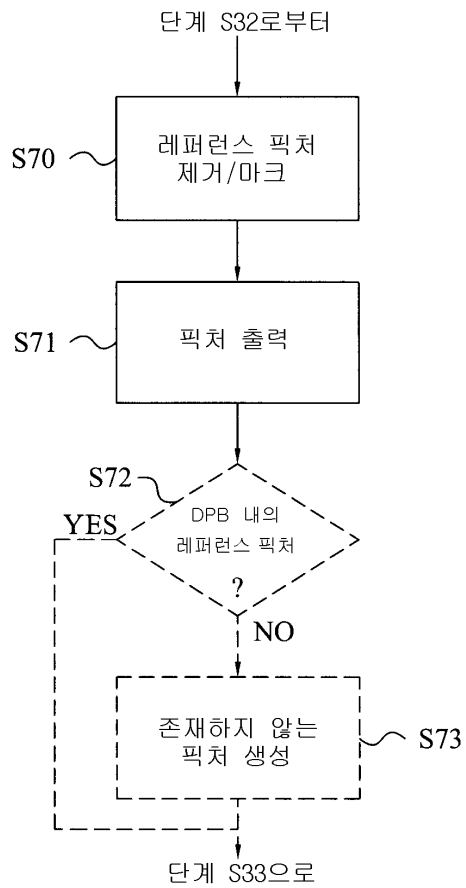 단계 S32로부터
S70
레퍼런스 픽처
제거/마크
S71
픽처 출력
S72
YES
DPB 내의
레퍼런스 픽처
?
NO
존재하지 않는
픽처 생성
S73
단계 S33으로